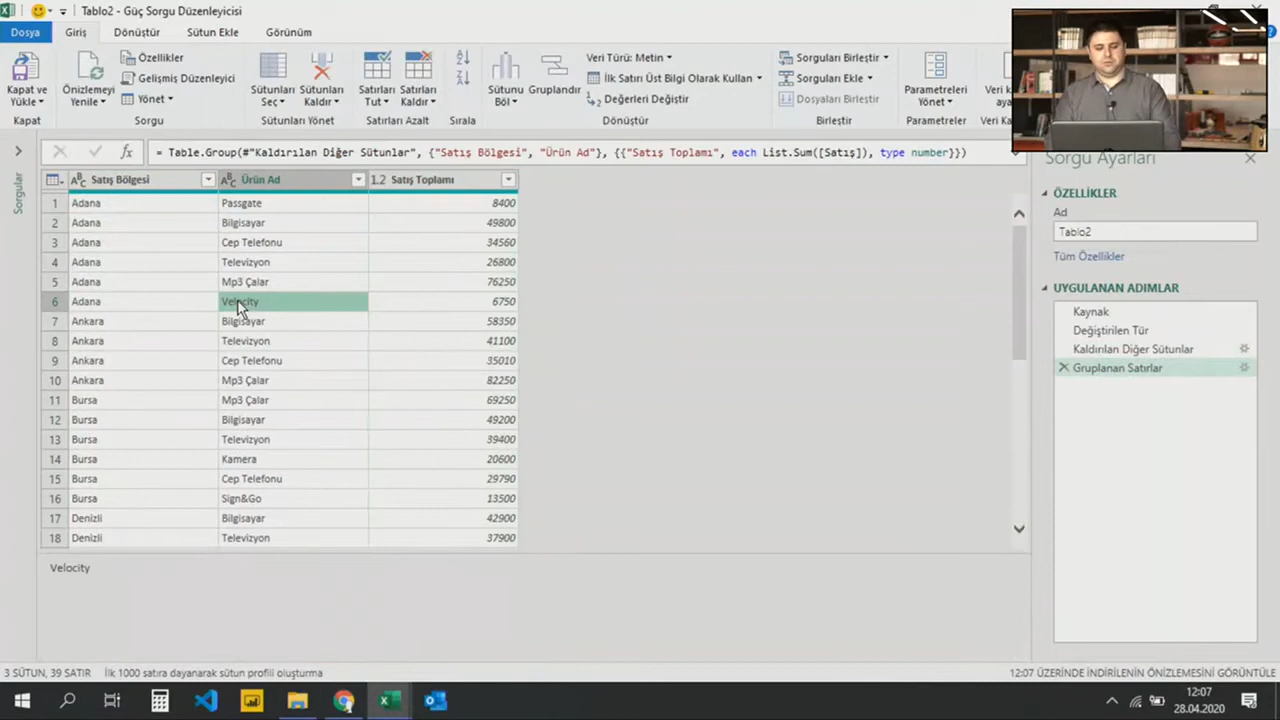 Tablo2 - Güç Sorgu Düzenleyicisi
Dosya Giriş Dönüştür Sütun Ekle Görünüm
Kapat ve Yükle
Kapat
Önizlemeyi Yenile
Özellikler
Gelişmiş Düzenleyici
Yönet
Sorgu
Sütunları Seç
Sütunları Kaldır
Sütunları Yönet
Satırları Tut
Satırları Kaldır
Satırları Azalt
Sırala
Sütunu Böl
Gruplandır
Veri Türü: Metin
İlk Satırı Üst Bilgi Olarak Kullan
Değerleri Değiştir
Dönüştür
Sorguları Birleştir
Sorguları Ekle
Dosyaları Birleştir
Birleştir
Parametreleri Yönet
Parametreler
Sorgular
fx = Table.Group(#"Kaldırılan Diğer Sütunlar", {"Satış Bölgesi", "Ürün Ad"}, {{"Satış Toplamı", each List.Sum([Satış]), type number}})
Satış Bölgesi Ürün Ad 1.2 Satış Toplamı
1 Adana Passgate 8400
2 Adana Bilgisayar 49800
3 Adana Cep Telefonu 34560
4 Adana Televizyon 26800
5 Adana Mp3 Çalar 76250
6 Adana Velocity 6750
7 Ankara Bilgisayar 58350
8 Ankara Televizyon 41100
9 Ankara Cep Telefonu 35010
10 Ankara Mp3 Çalar 82250
11 Bursa Mp3 Çalar 69250
12 Bursa Bilgisayar 49200
13 Bursa Televizyon 39400
14 Bursa Kamera 20600
15 Bursa Cep Telefonu 29790
16 Bursa Sign&Go 13500
17 Denizli Bilgisayar 42900
18 Denizli Televizyon 37900
Velocity
Sorgu Ayarları
ÖZELLİKLER
Ad
Tablo2
Tüm Özellikler
UYGULANAN ADIMLAR
Kaynak
Değiştirilen Tür
Kaldırılan Diğer Sütunlar
Gruplanan Satırlar
3 SÜTUN, 39 SATIR İlk 1000 satıra dayanarak sütun profili oluşturma
12:07 ÜZERİNDE İNDİRİLENİN ÖNİZLEMESİNİ GÖRÜNTÜLE
12:07
28.04.2020